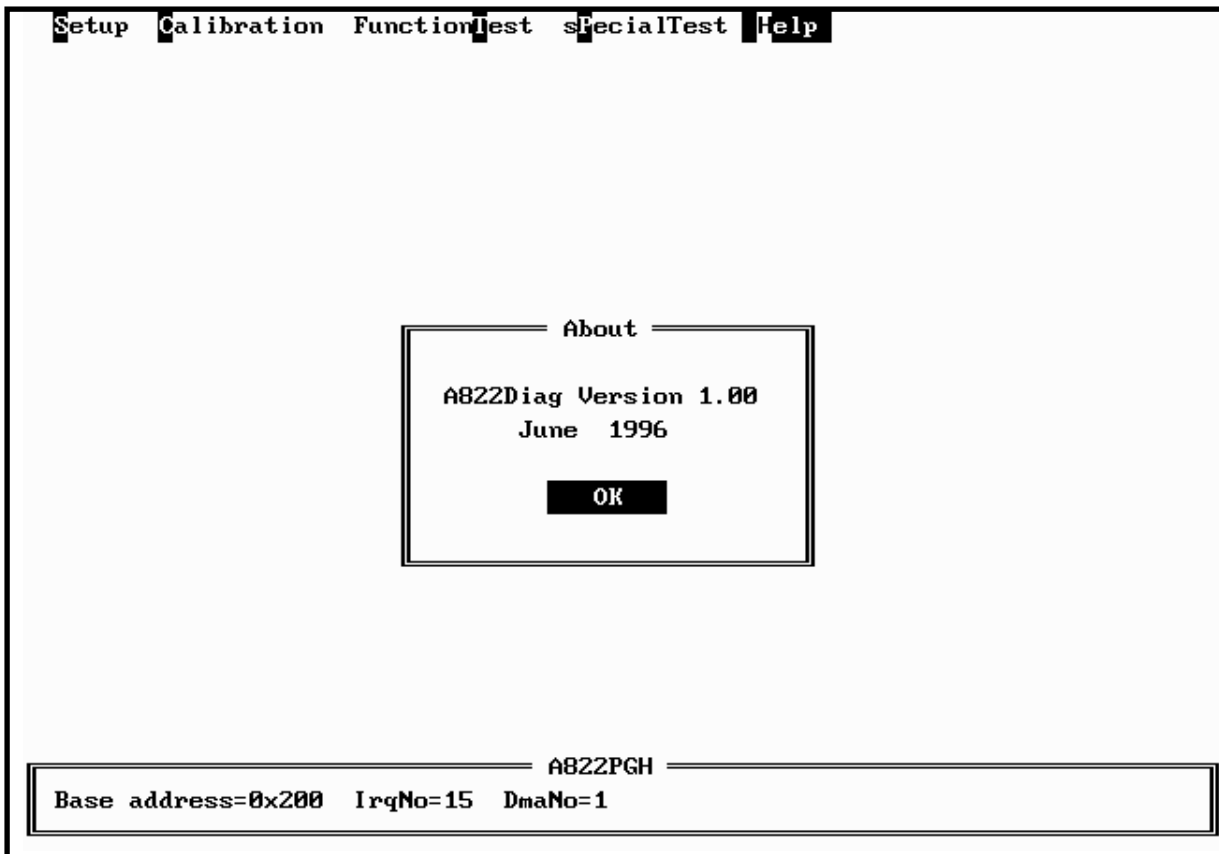 Setup Calibration FunctionTest sPecialTest Help
About
A822Diag Version 1.00
June 1996
OK
A822PGH
Base address=0x200 IrqNo=15 DmaNo=1